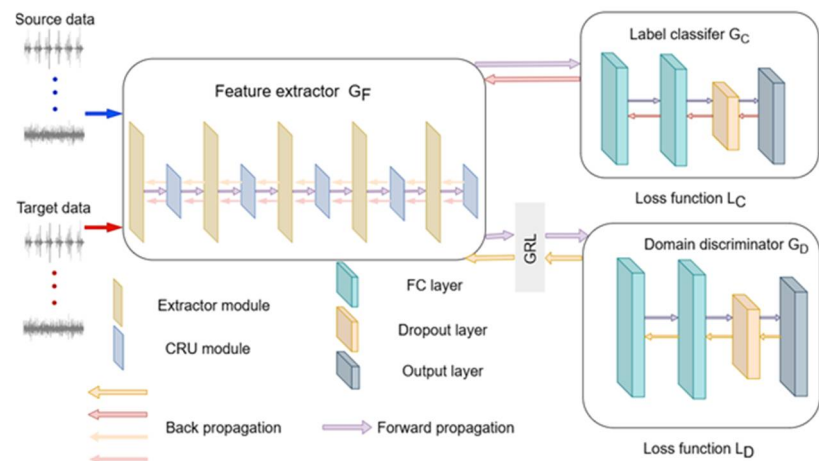 Source data
Target data
Feature extractor GF
Label classifer GC
Loss function LC
GRL
Domain discriminator GD
Loss function LD
Extractor module
CRU module
FC layer
Dropout layer
Output layer
Back propagation
Forward propagation